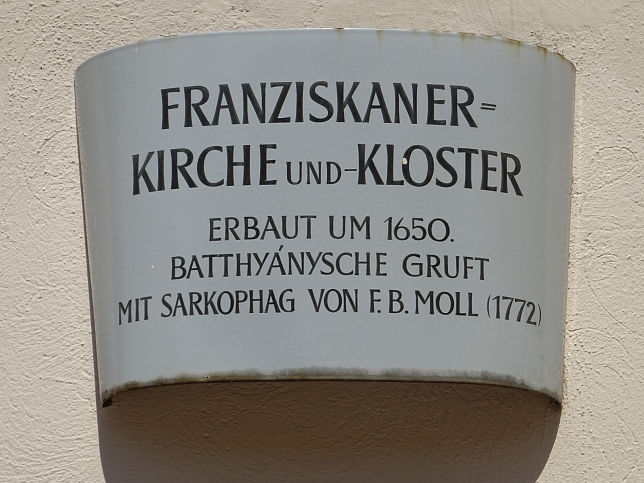 FRANZISKANER=
KIRCHE UND-KLOSTER
ERBAUT UM 1650.
BATTHYÁNYSCHE GRUFT
MIT SARKOPHAG VON F.B. MOLL (1772)